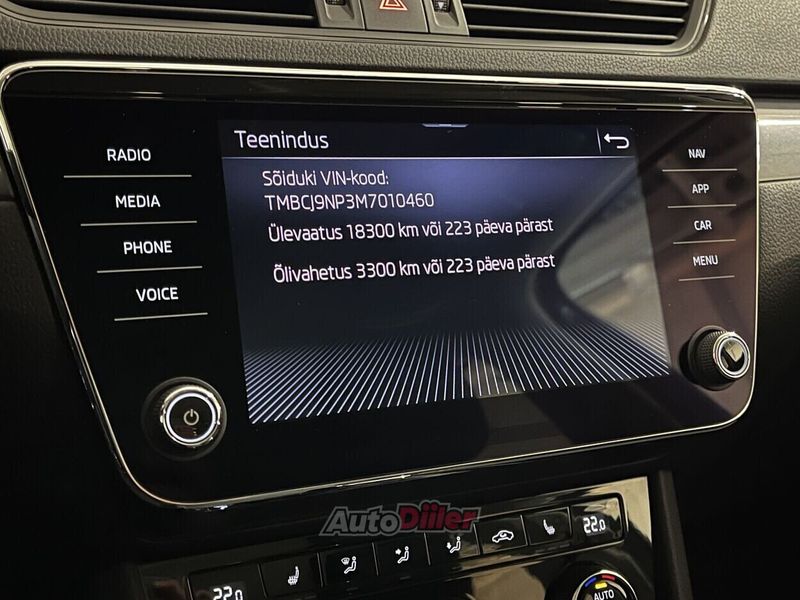 Teenindus
RADIO
MEDIA
PHONE
VOICE
Sõiduki VIN-kood:
TMBCJ9NP3M7010460
Ülevaatus 18300 km või 223 päeva pärast
Õlivahetus 3300 km või 223 päeva pärast
NAV
APP
CAR
MENU
AutoDiiler
22.0
22.0
AUTO